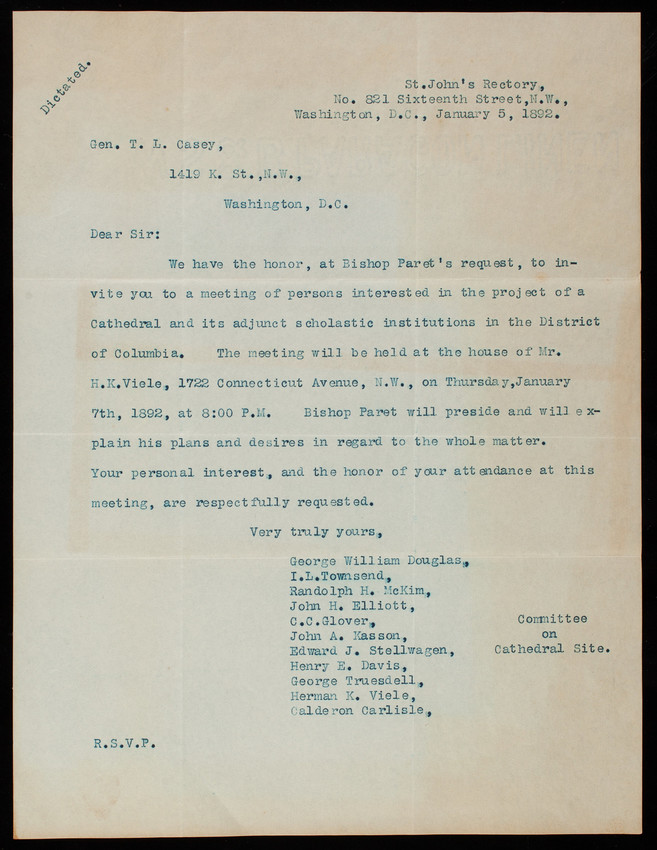 Dictated.
St.John's Rectory,
No. 821 Sixteenth Street,N.W.,
Washington, D.C., January 5, 1892.
Gen. T. L. Casey,
1419 K. St.,N.W.,
Washington, D.C.
Dear Sir:
We have the honor, at Bishop Paret's request, to in-
vite you to a meeting of persons interested in the project of a
Cathedral and its adjunct scholastic institutions in the District
of Columbia. The meeting will be held at the house of Mr.
H.K.Viele, 1722 Connecticut Avenue, N.W., on Thursday,January
7th, 1892, at 8:00 P.M. Bishop Paret will preside and will ex-
plain his plans and desires in regard to the whole matter.
Your personal interest, and the honor of your attendance at this
meeting, are respectfully requested.
Very truly yours,
George William Douglas,
I.L.Townsend,
Randolph H. McKim,
John H. Elliott,
C.C.Glover,
John A. Kasson,
Edward J. Stellwagen,
Henry E. Davis,
George Truesdell,
Herman K. Viele,
Calderon Carlisle,
Committee
on
Cathedral Site.
R.S.V.P.